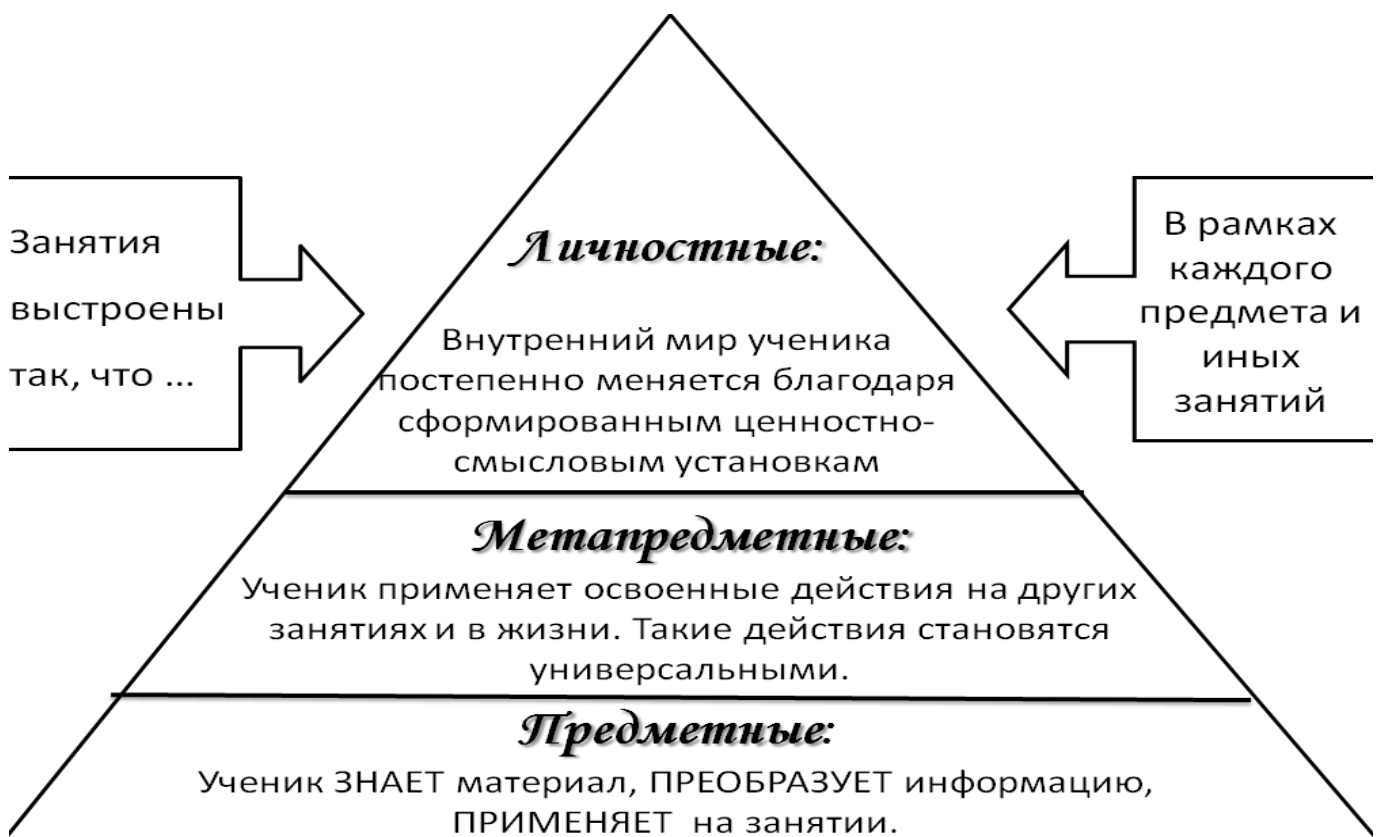 Занятия
выстроены
так, что ...
В рамках
каждого
предмета и
иных
занятий
Личностные:
Внутренний мир ученика
постепенно меняется благодаря
сформированным ценностно-
смысловым установкам
Метапредметные:
Ученик применяет освоенные действия на других
занятиях и в жизни. Такие действия становятся
универсальными.
Предметные:
Ученик ЗНАЕТ материал, ПРЕОБРАЗУЕТ информацию,
ПРИМЕНЯЕТ на занятии.